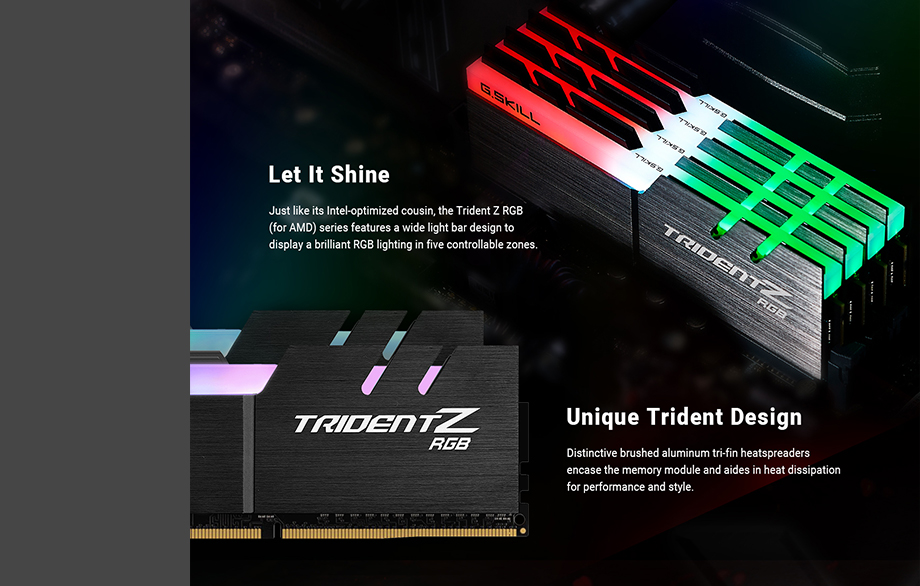 G.SKILL
G.SKILL
G.SKILL
G.SKILL
G.SKILL
TRIDENTZ
RGB
Let It Shine
Just like its Intel-optimized cousin, the Trident Z RGB
(for AMD) series features a wide light bar design to
display a brilliant RGB lighting in five controllable zones.
TRIDENTZ
RGB
Unique Trident Design
Distinctive brushed aluminum tri-fin heatspreaders
encase the memory module and aides in heat dissipation
for performance and style.